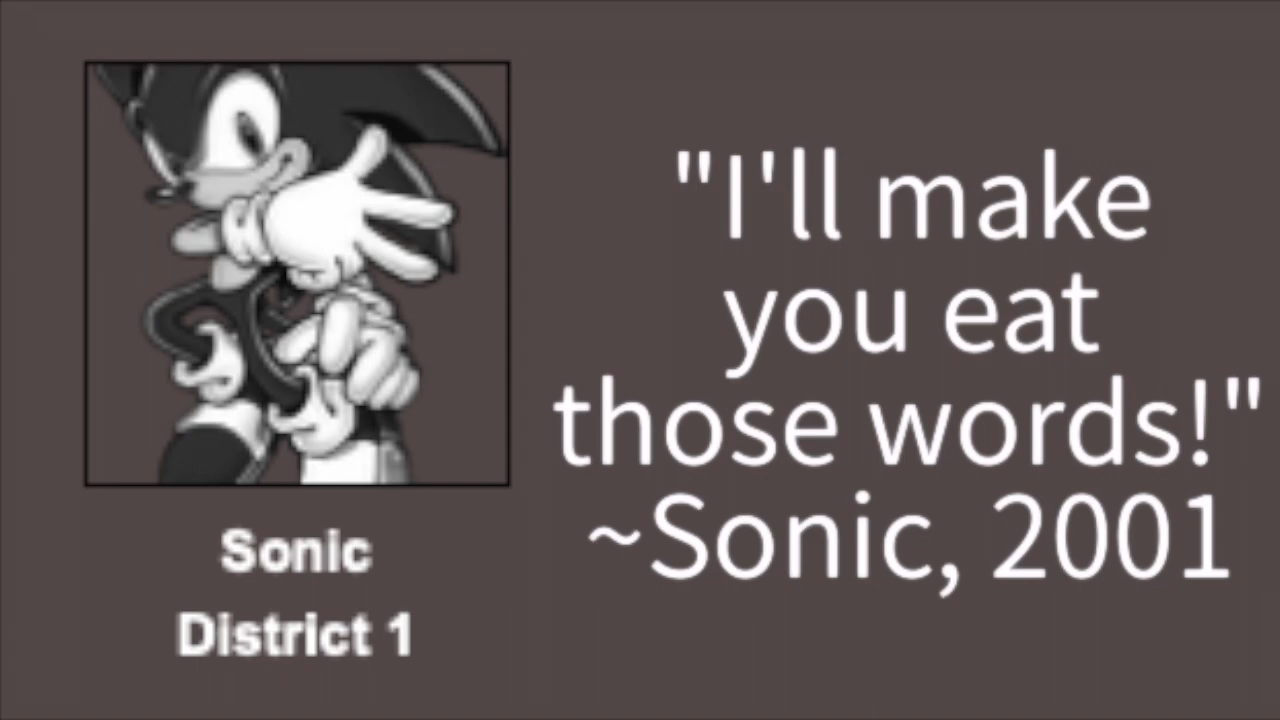 "I'll make
you eat
those words!"
~Sonic, 2001
Sonic
District 1